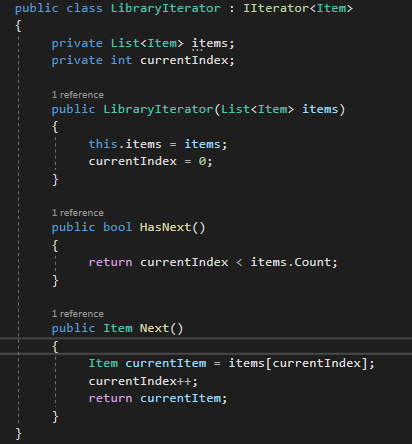 public class LibraryIterator : IIterator<Item>
{
private List<Item> items;
private int currentIndex;
1 reference
public LibraryIterator(List<Item> items)
{
this.items = items;
currentIndex = 0;
}
1 reference
public bool HasNext()
{
return currentIndex < items.Count;
}
1 reference
public Item Next()
{
Item currentItem = items[currentIndex];
currentIndex++;
return currentItem;
}
}